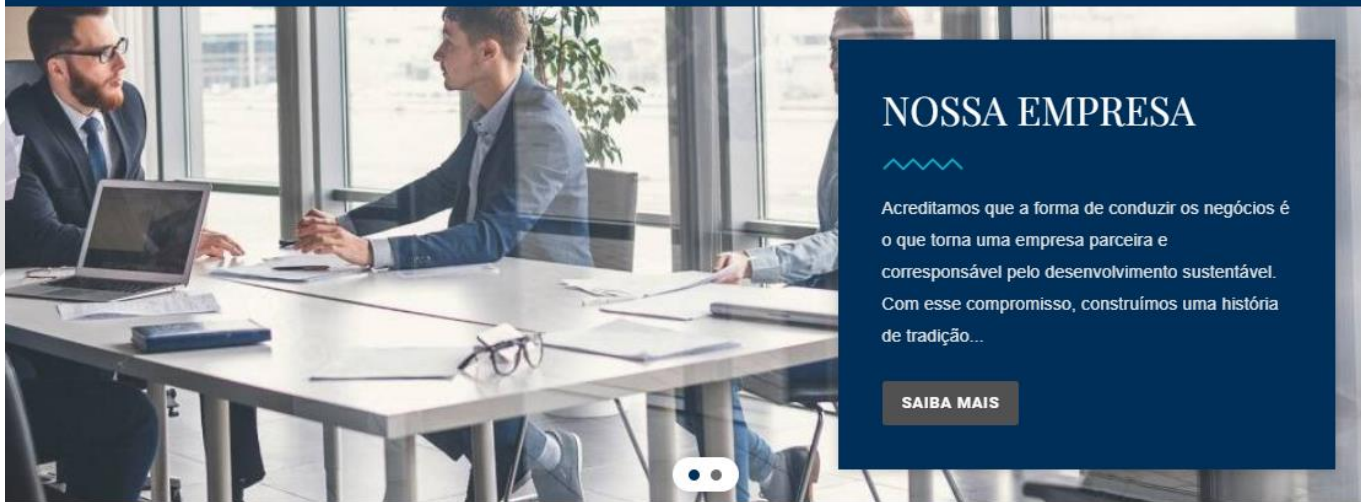 NOSSA EMPRESA
Acreditamos que a forma de conduzir os negócios é
o que torna uma empresa parceira e
corresponsável pelo desenvolvimento sustentável.
Com esse compromisso, construímos uma história
de tradição...
SAIBA MAIS